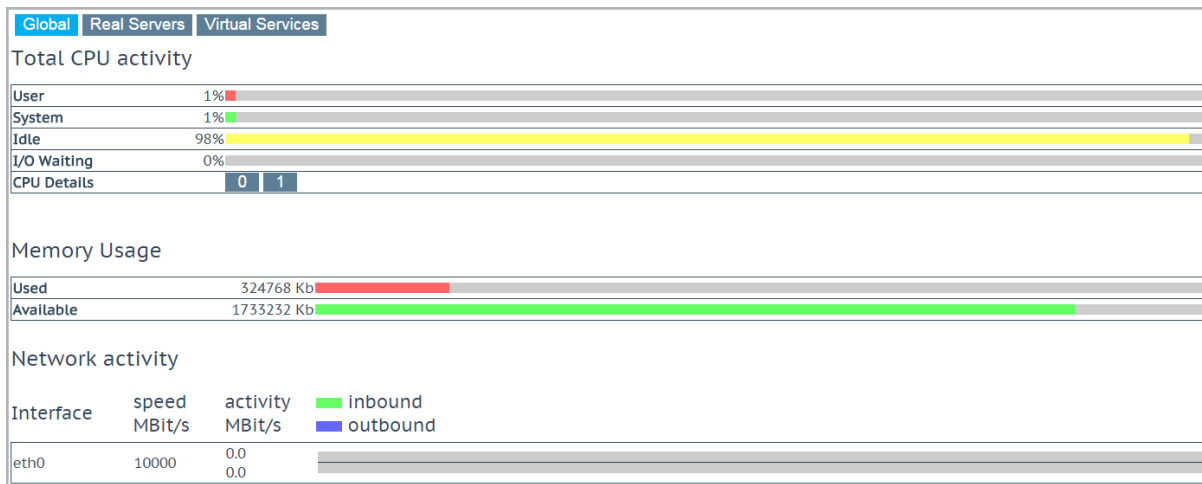 Global Real Servers Virtual Services
Total CPU activity
User 1%
System 1%
Idle 98%
I/O Waiting 0%
CPU Details 0 1
Memory Usage
Used 324768 Kb
Available 1733232 Kb
Network activity
Interface speed MBit/s activity MBit/s inbound outbound
eth0 10000 0.0
0.0